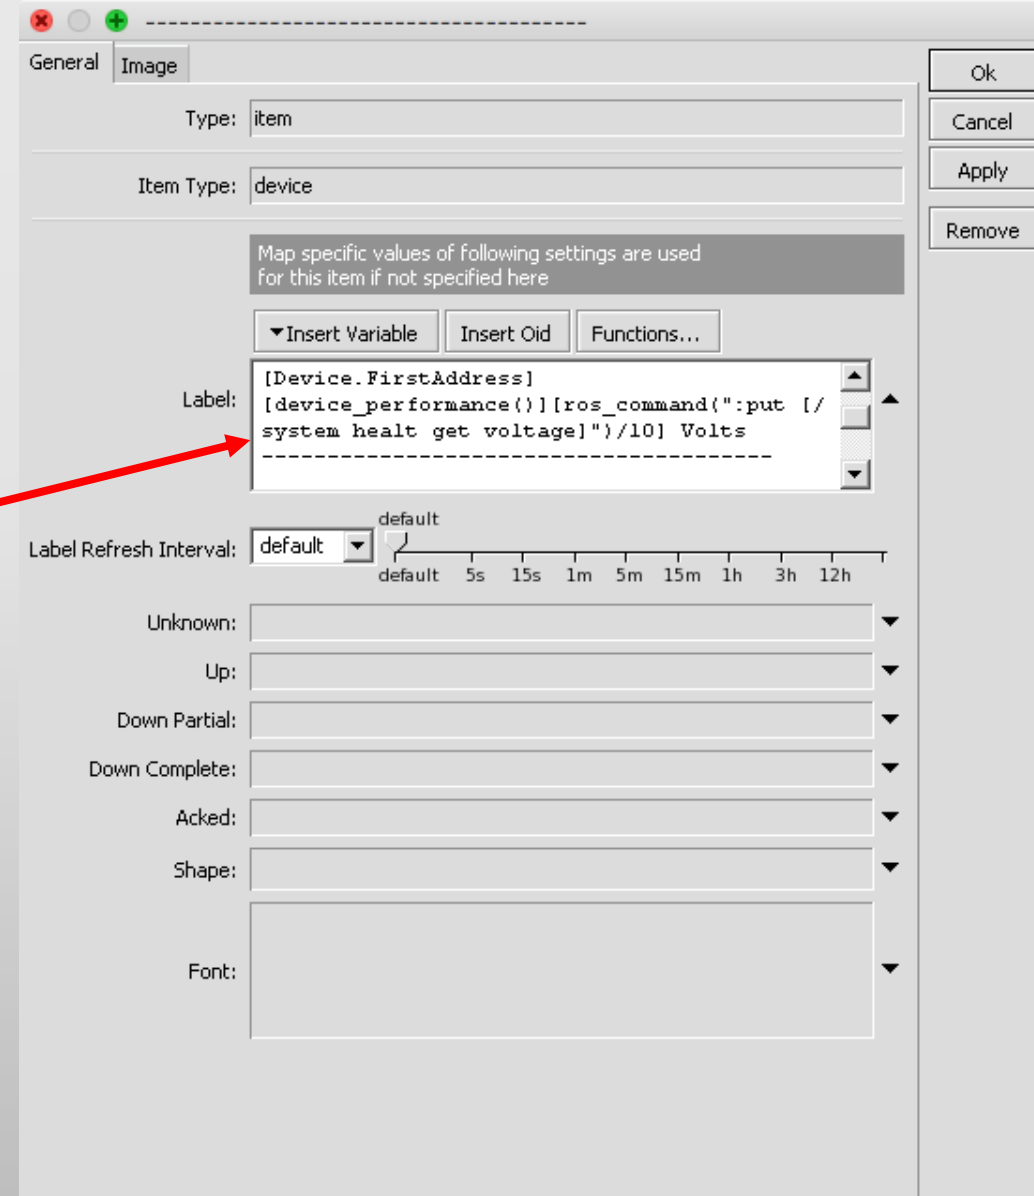 ---------------------------------------
General Image
Ok
Type: item
Cancel
Apply
Item Type: device
Remove
Map specific values of following settings are used
for this item if not specified here
Insert Variable Insert Oid Functions...
Label:
[Device.FirstAddress]
[device_performance()][ros_command(":put [/
system healt get voltage]")/10] Volts
---------------------------------------
Label Refresh Interval: default
default
default 5s 15s 1m 5m 15m 1h 3h 12h
Unknown:
Up:
Down Partial:
Down Complete:
Acked:
Shape:
Font: